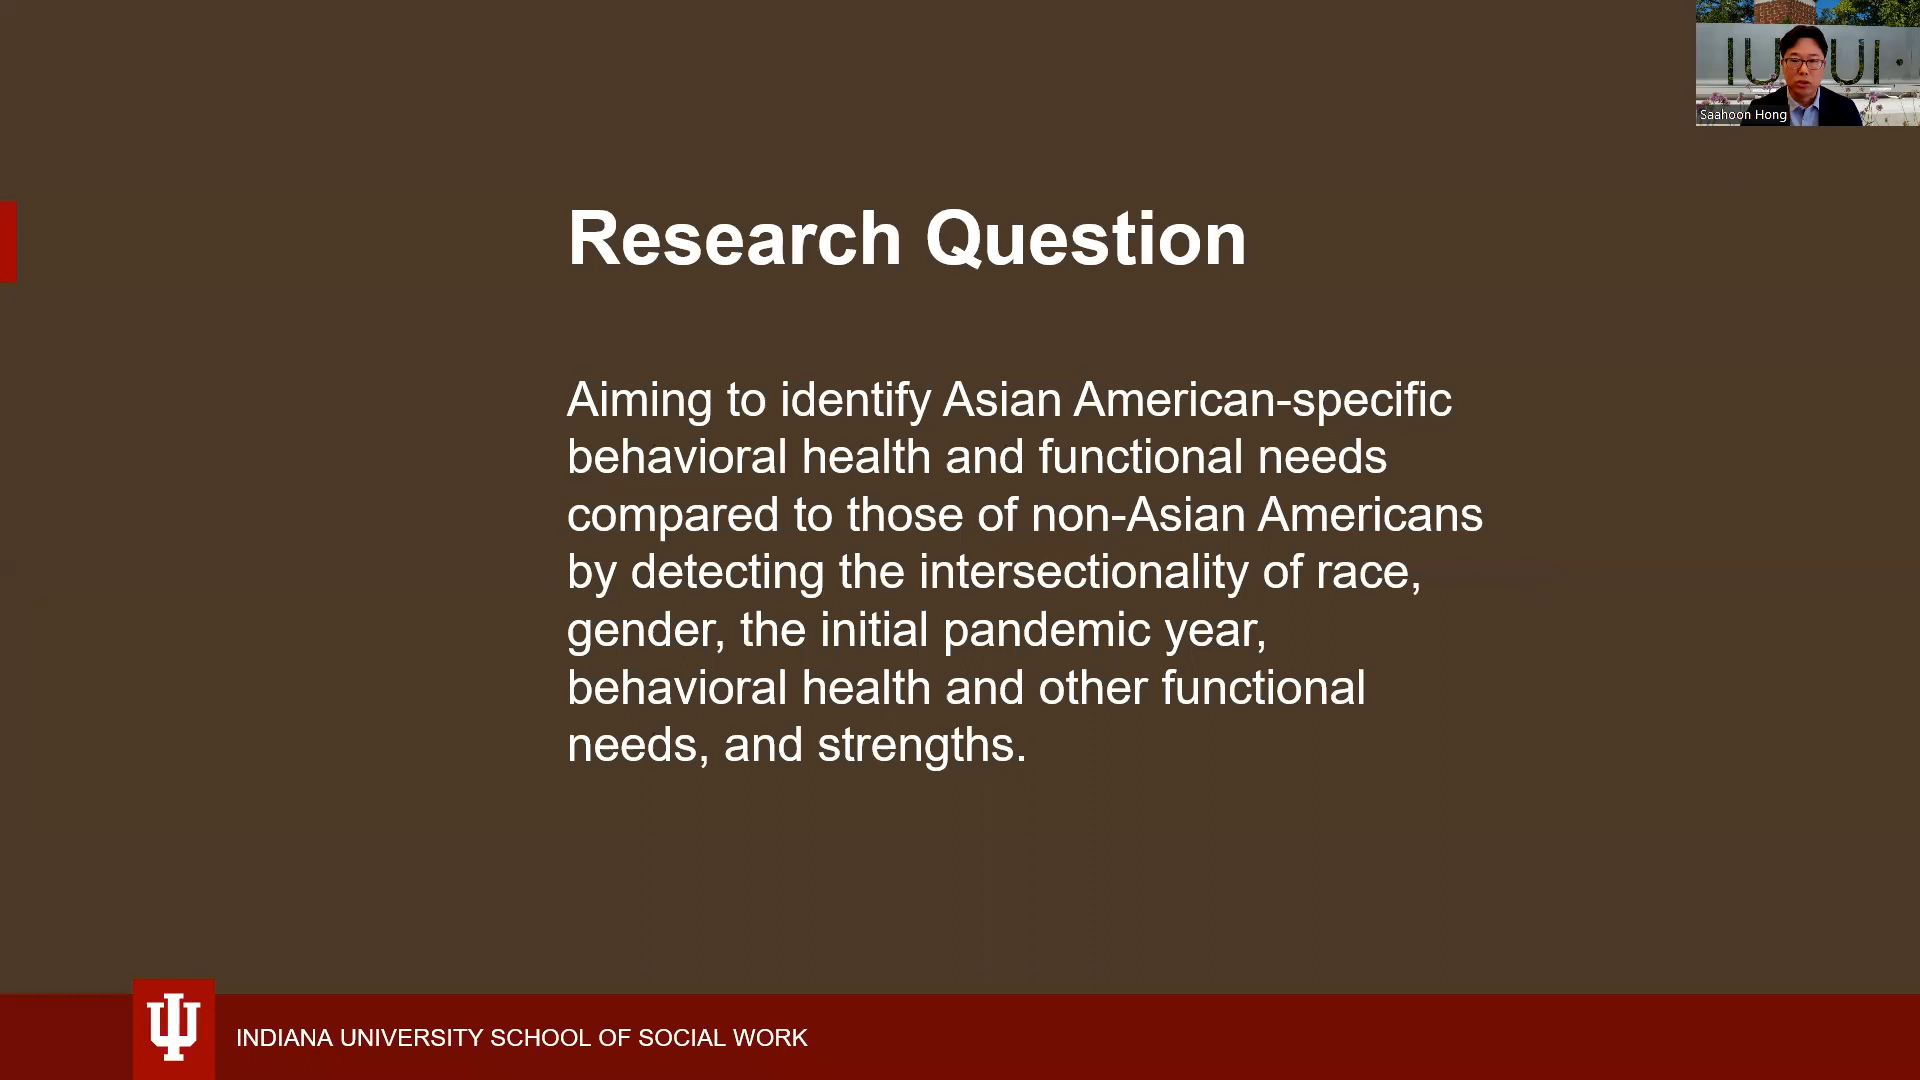 IUPUI
Saahoon Hong
Research Question
Aiming to identify Asian American-specific
behavioral health and functional needs
compared to those of non-Asian Americans
by detecting the intersectionality of race,
gender, the initial pandemic year,
behavioral health and other functional
needs, and strengths.
INDIANA UNIVERSITY SCHOOL OF SOCIAL WORK